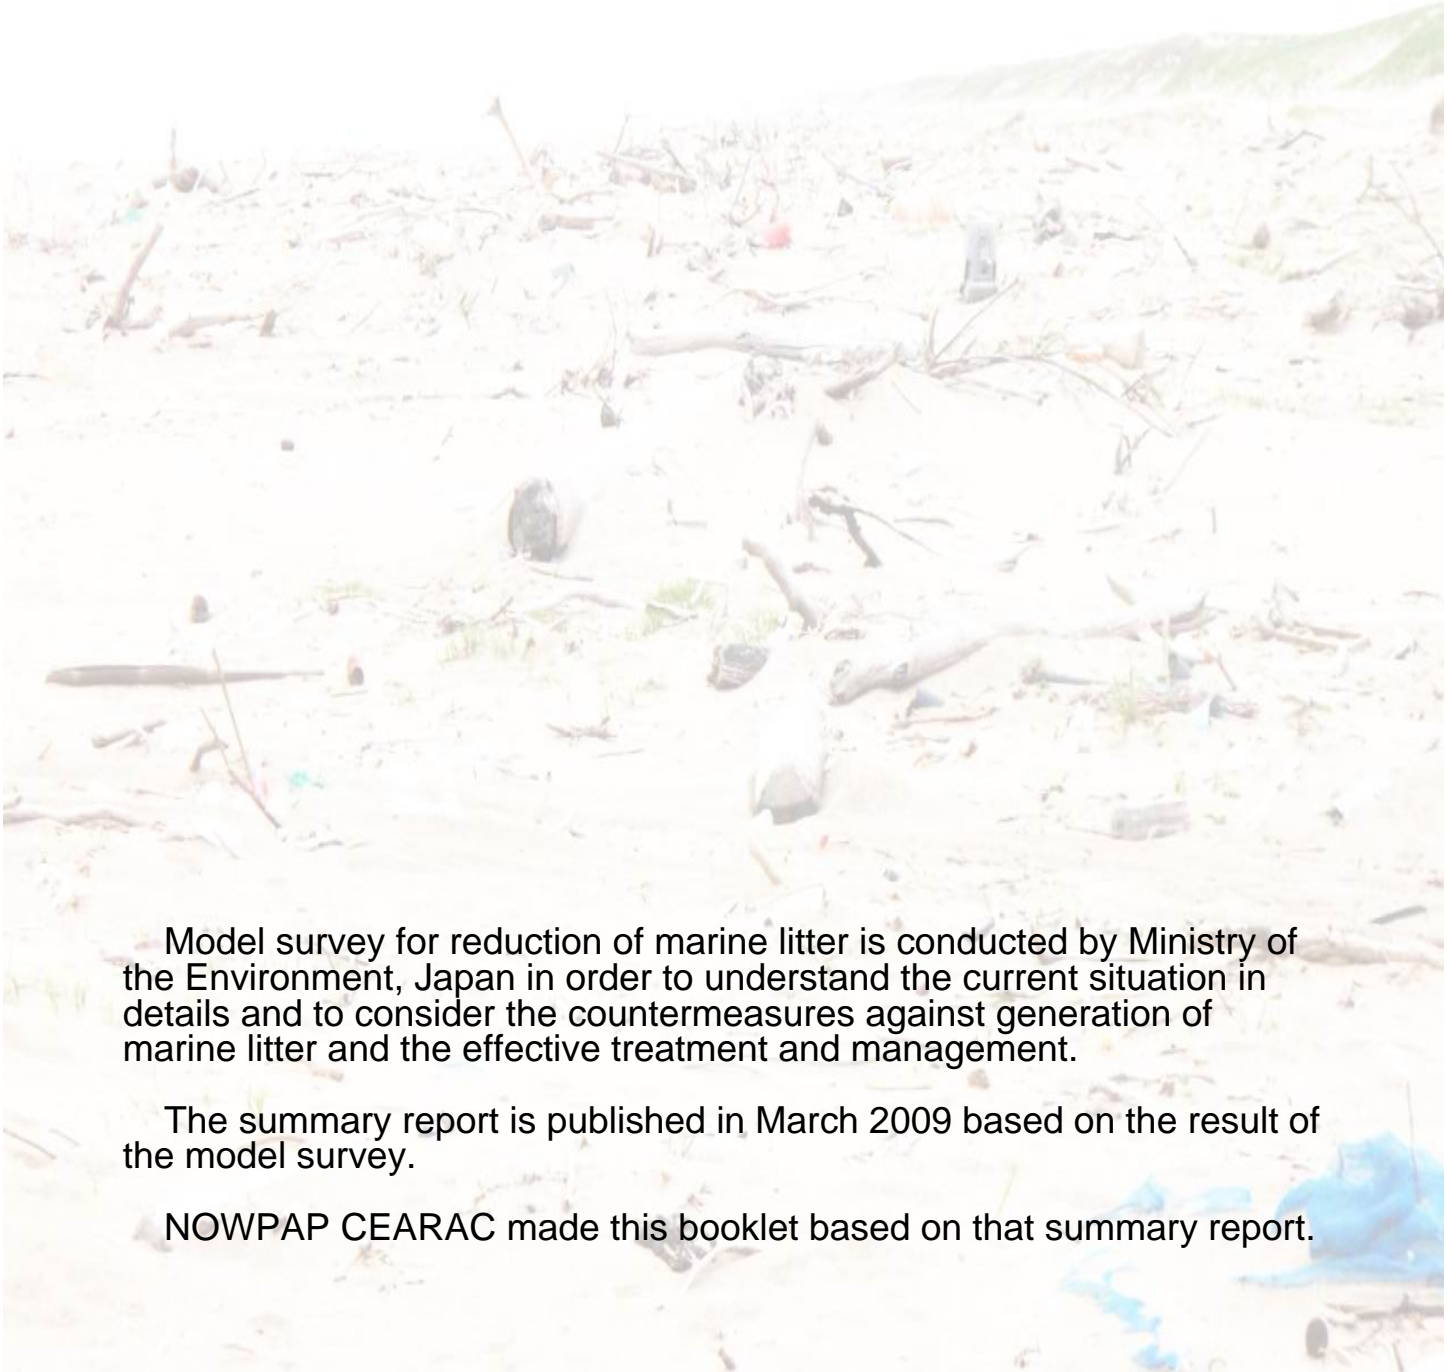 Model survey for reduction of marine litter is conducted by Ministry of
the Environment, Japan in order to understand the current situation in
details and to consider the countermeasures against generation of
marine litter and the effective treatment and management.
The summary report is published in March 2009 based on the result of
the model survey.
NOWPAP CEARAC made this booklet based on that summary report.